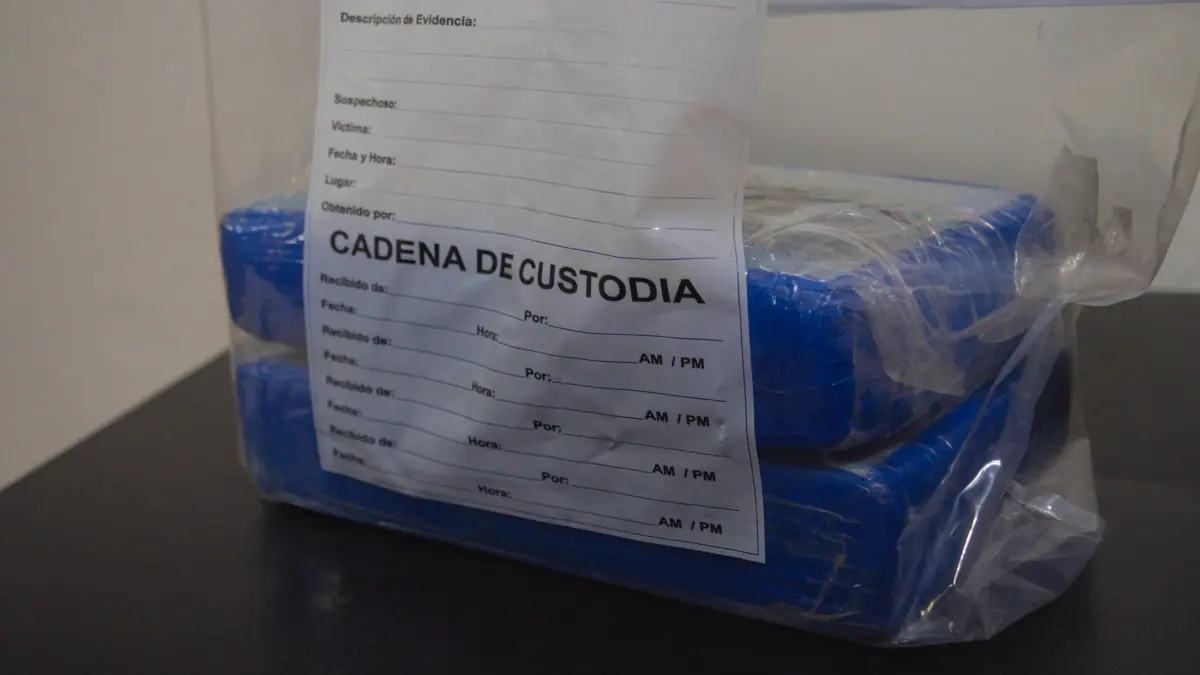 Descripción de Evidencia:
Sospechoso:
Víctima:
Fecha y Hora:
Lugar:
Obtenido por:
CADENA DE CUSTODIA
Recibido de: Por:
Fecha: Hora: AM / PM
Recibido de: Por:
Fecha: Hora: AM / PM
Recibido de: Por:
Fecha: Hora: AM / PM
Recibido de: Por:
Fecha: Hora: AM / PM